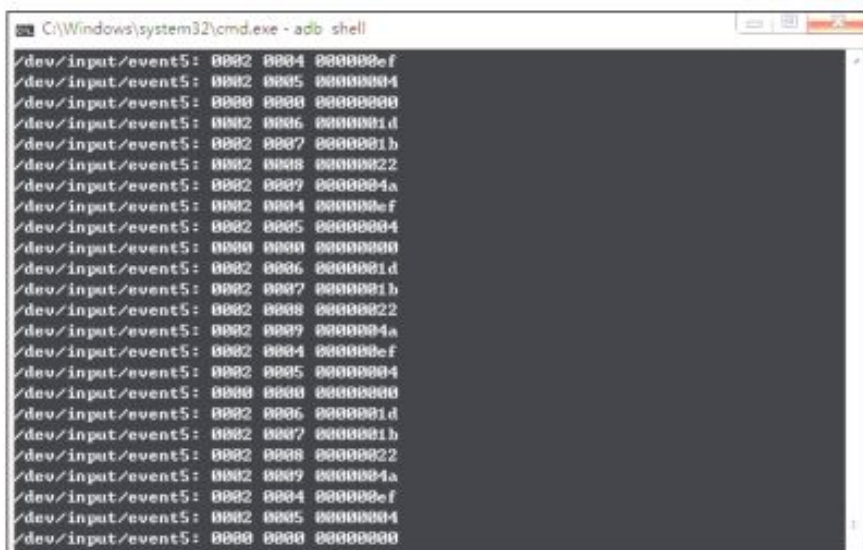 C:\Windows\system32\cmd.exe - adb shell
/dev/input/event5: 0002 0004 000000ef
/dev/input/event5: 0002 0005 00000004
/dev/input/event5: 0000 0000 00000000
/dev/input/event5: 0002 0006 0000001d
/dev/input/event5: 0002 0007 0000001b
/dev/input/event5: 0002 0008 00000022
/dev/input/event5: 0002 0009 0000004a
/dev/input/event5: 0002 0004 000000ef
/dev/input/event5: 0002 0005 00000004
/dev/input/event5: 0000 0000 00000000
/dev/input/event5: 0002 0006 0000001d
/dev/input/event5: 0002 0007 0000001b
/dev/input/event5: 0002 0008 00000022
/dev/input/event5: 0002 0009 0000004a
/dev/input/event5: 0002 0004 000000ef
/dev/input/event5: 0002 0005 00000004
/dev/input/event5: 0000 0000 00000000
/dev/input/event5: 0002 0006 0000001d
/dev/input/event5: 0002 0007 0000001b
/dev/input/event5: 0002 0008 00000022
/dev/input/event5: 0002 0009 0000004a
/dev/input/event5: 0002 0004 000000ef
/dev/input/event5: 0002 0005 00000004
/dev/input/event5: 0000 0000 00000000